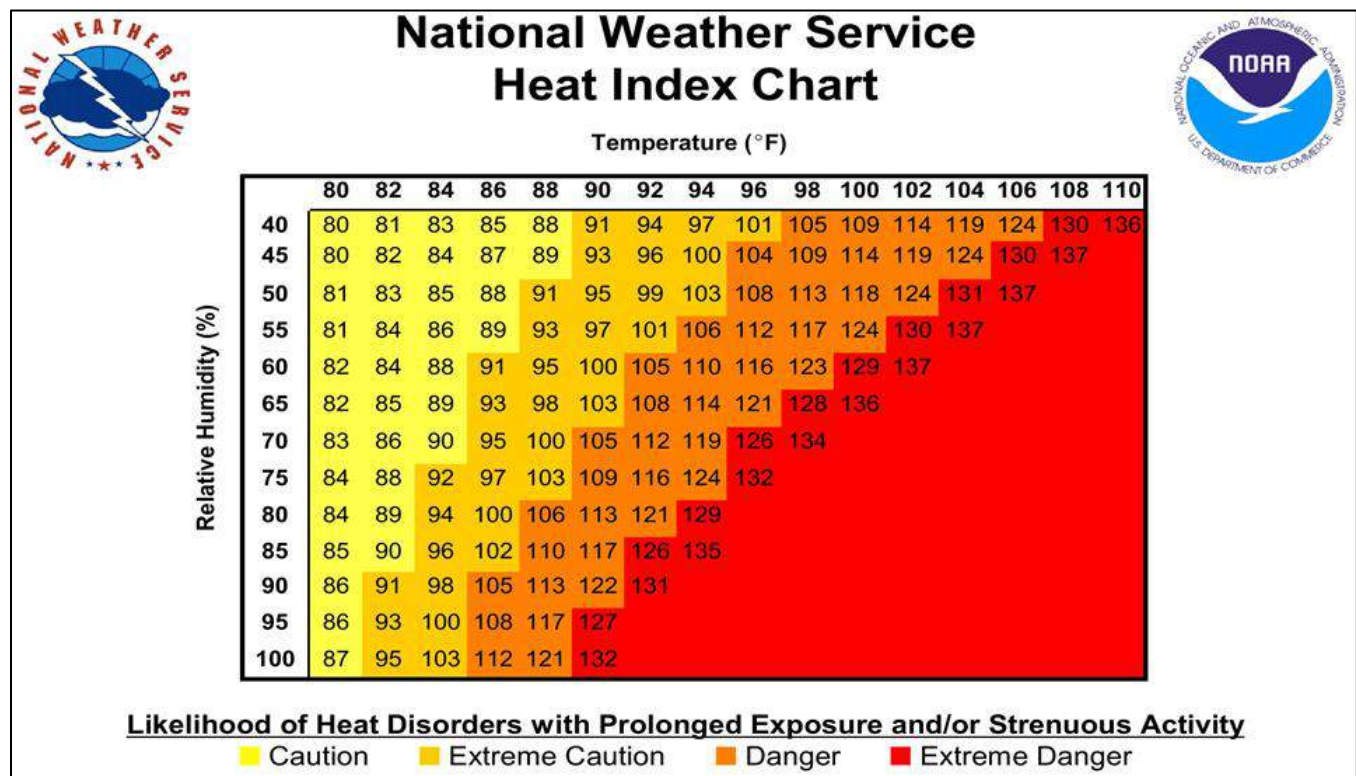 NATIONAL WEATHER SERVICE
National Weather Service
Heat Index Chart
NATIONAL OCEANIC AND ATMOSPHERIC ADMINISTRATION
NOAA
U.S. DEPARTMENT OF COMMERCE
Temperature (°F)
80 82 84 86 88 90 92 94 96 98 100 102 104 106 108 110
Relative Humidity (%)
40 80 81 83 85 88 91 94 97 101 105 109 114 119 124 130 136
45 80 82 84 87 89 93 96 100 104 109 114 119 124 130 137
50 81 83 85 88 91 95 99 103 108 113 118 124 131 137
55 81 84 86 89 93 97 101 106 112 117 124 130 137
60 82 84 88 91 95 100 105 110 116 123 129 137
65 82 85 89 93 98 103 108 114 121 128 136
70 83 86 90 95 100 105 112 119 126 134
75 84 88 92 97 103 109 116 124 132
80 84 89 94 100 106 113 121 129
85 85 90 96 102 110 117 126 135
90 86 91 98 105 113 122 131
95 86 93 100 108 117 127
100 87 95 103 112 121 132
Likelihood of Heat Disorders with Prolonged Exposure and/or Strenuous Activity
Caution Extreme Caution Danger Extreme Danger